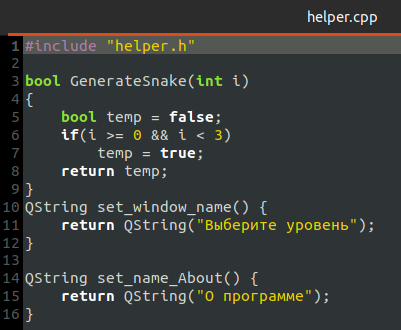 helper.cpp
1 #include "helper.h"
2
3 bool GenerateSnake(int i)
4 {
5     bool temp = false;
6     if(i >= 0 && i < 3)
7         temp = true;
8     return temp;
9 }
10 QString set_window_name() {
11     return QString("Выберите уровень");
12 }
13
14 QString set_name_About() {
15     return QString("О программе");
16 }